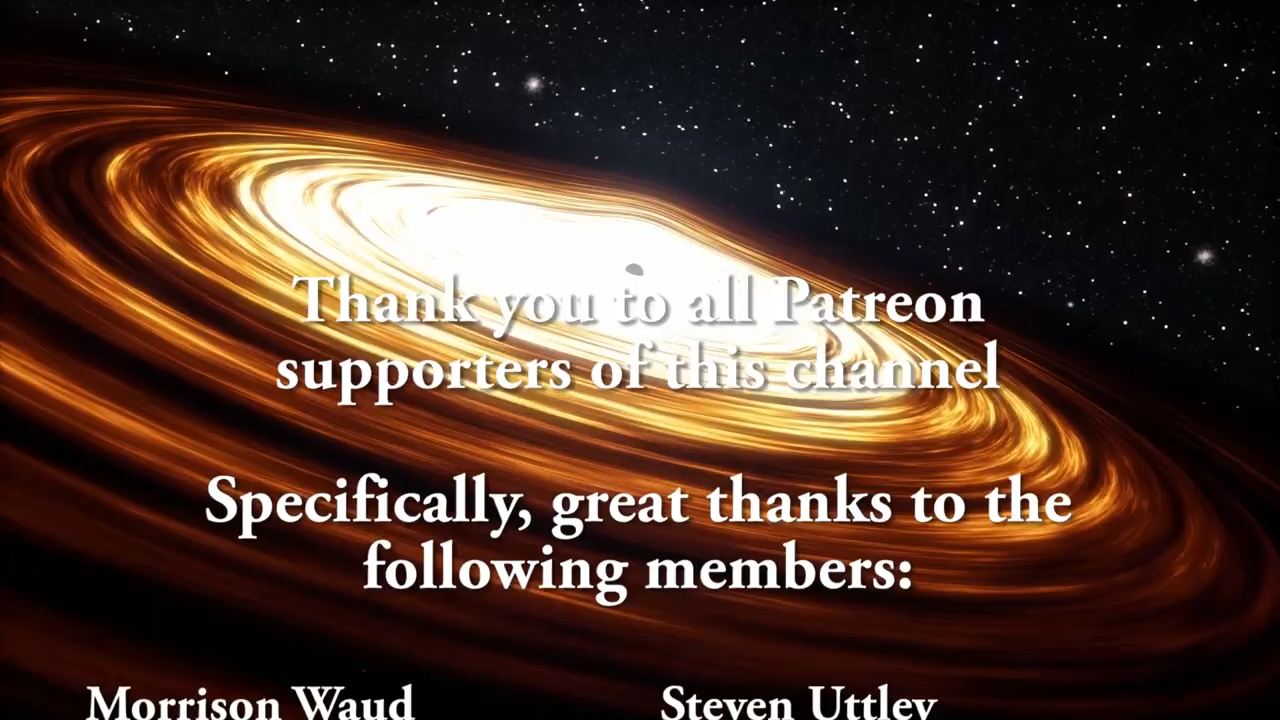 Thank you to all Patreon
supporters of this channel
Specifically, great thanks to the
following members:
Morrison Waud
Steven Uttley